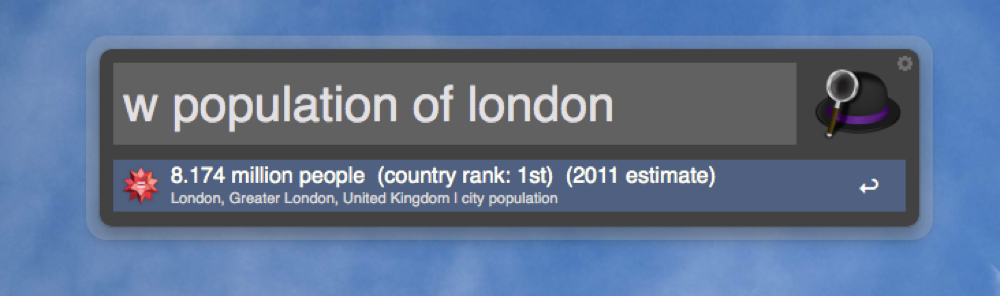 w population of london
8.174 million people (country rank: 1st) (2011 estimate)
London, Greater London, United Kingdom | city population